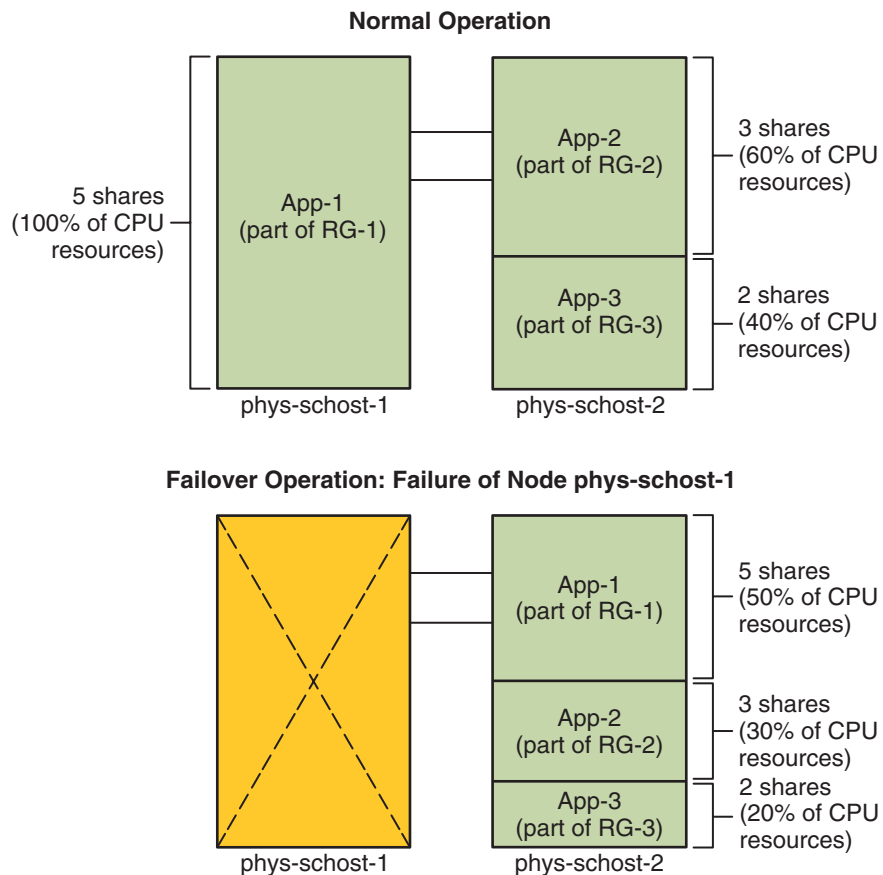 Normal Operation
5 shares
(100% of CPU
resources)
App-1
(part of RG-1)
App-2
(part of RG-2)
3 shares
(60% of CPU
resources)
App-3
(part of RG-3)
2 shares
(40% of CPU
resources)
phys-schost-1
phys-schost-2
Failover Operation: Failure of Node phys-schost-1
App-1
(part of RG-1)
5 shares
(50% of CPU
resources)
App-2
(part of RG-2)
3 shares
(30% of CPU
resources)
App-3
(part of RG-3)
2 shares
(20% of CPU
resources)
phys-schost-1
phys-schost-2